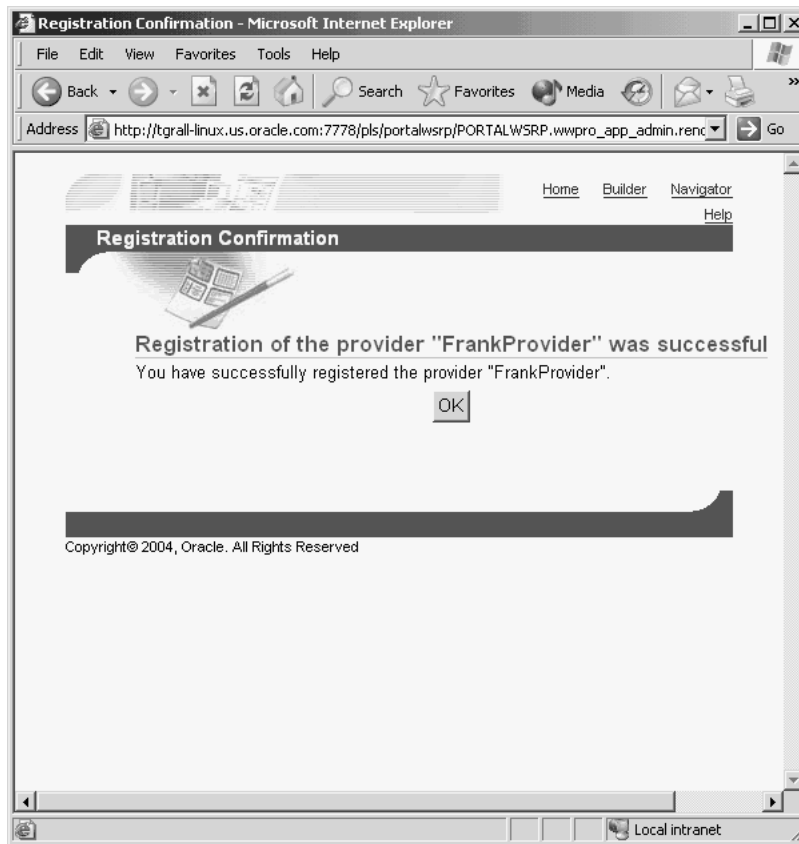 Registration Confirmation - Microsoft Internet Explorer
File Edit View Favorites Tools Help
Back Search Favorites Media »
Address http://tgrall-linux.us.oracle.com:7778/pls/portalwsrp/PORTALWSRP.wwpro_app_admin.renc Go
Home Builder Navigator
Help
Registration Confirmation
Registration of the provider "FrankProvider" was successful
You have successfully registered the provider "FrankProvider".
OK
Copyright© 2004, Oracle. All Rights Reserved
Local intranet